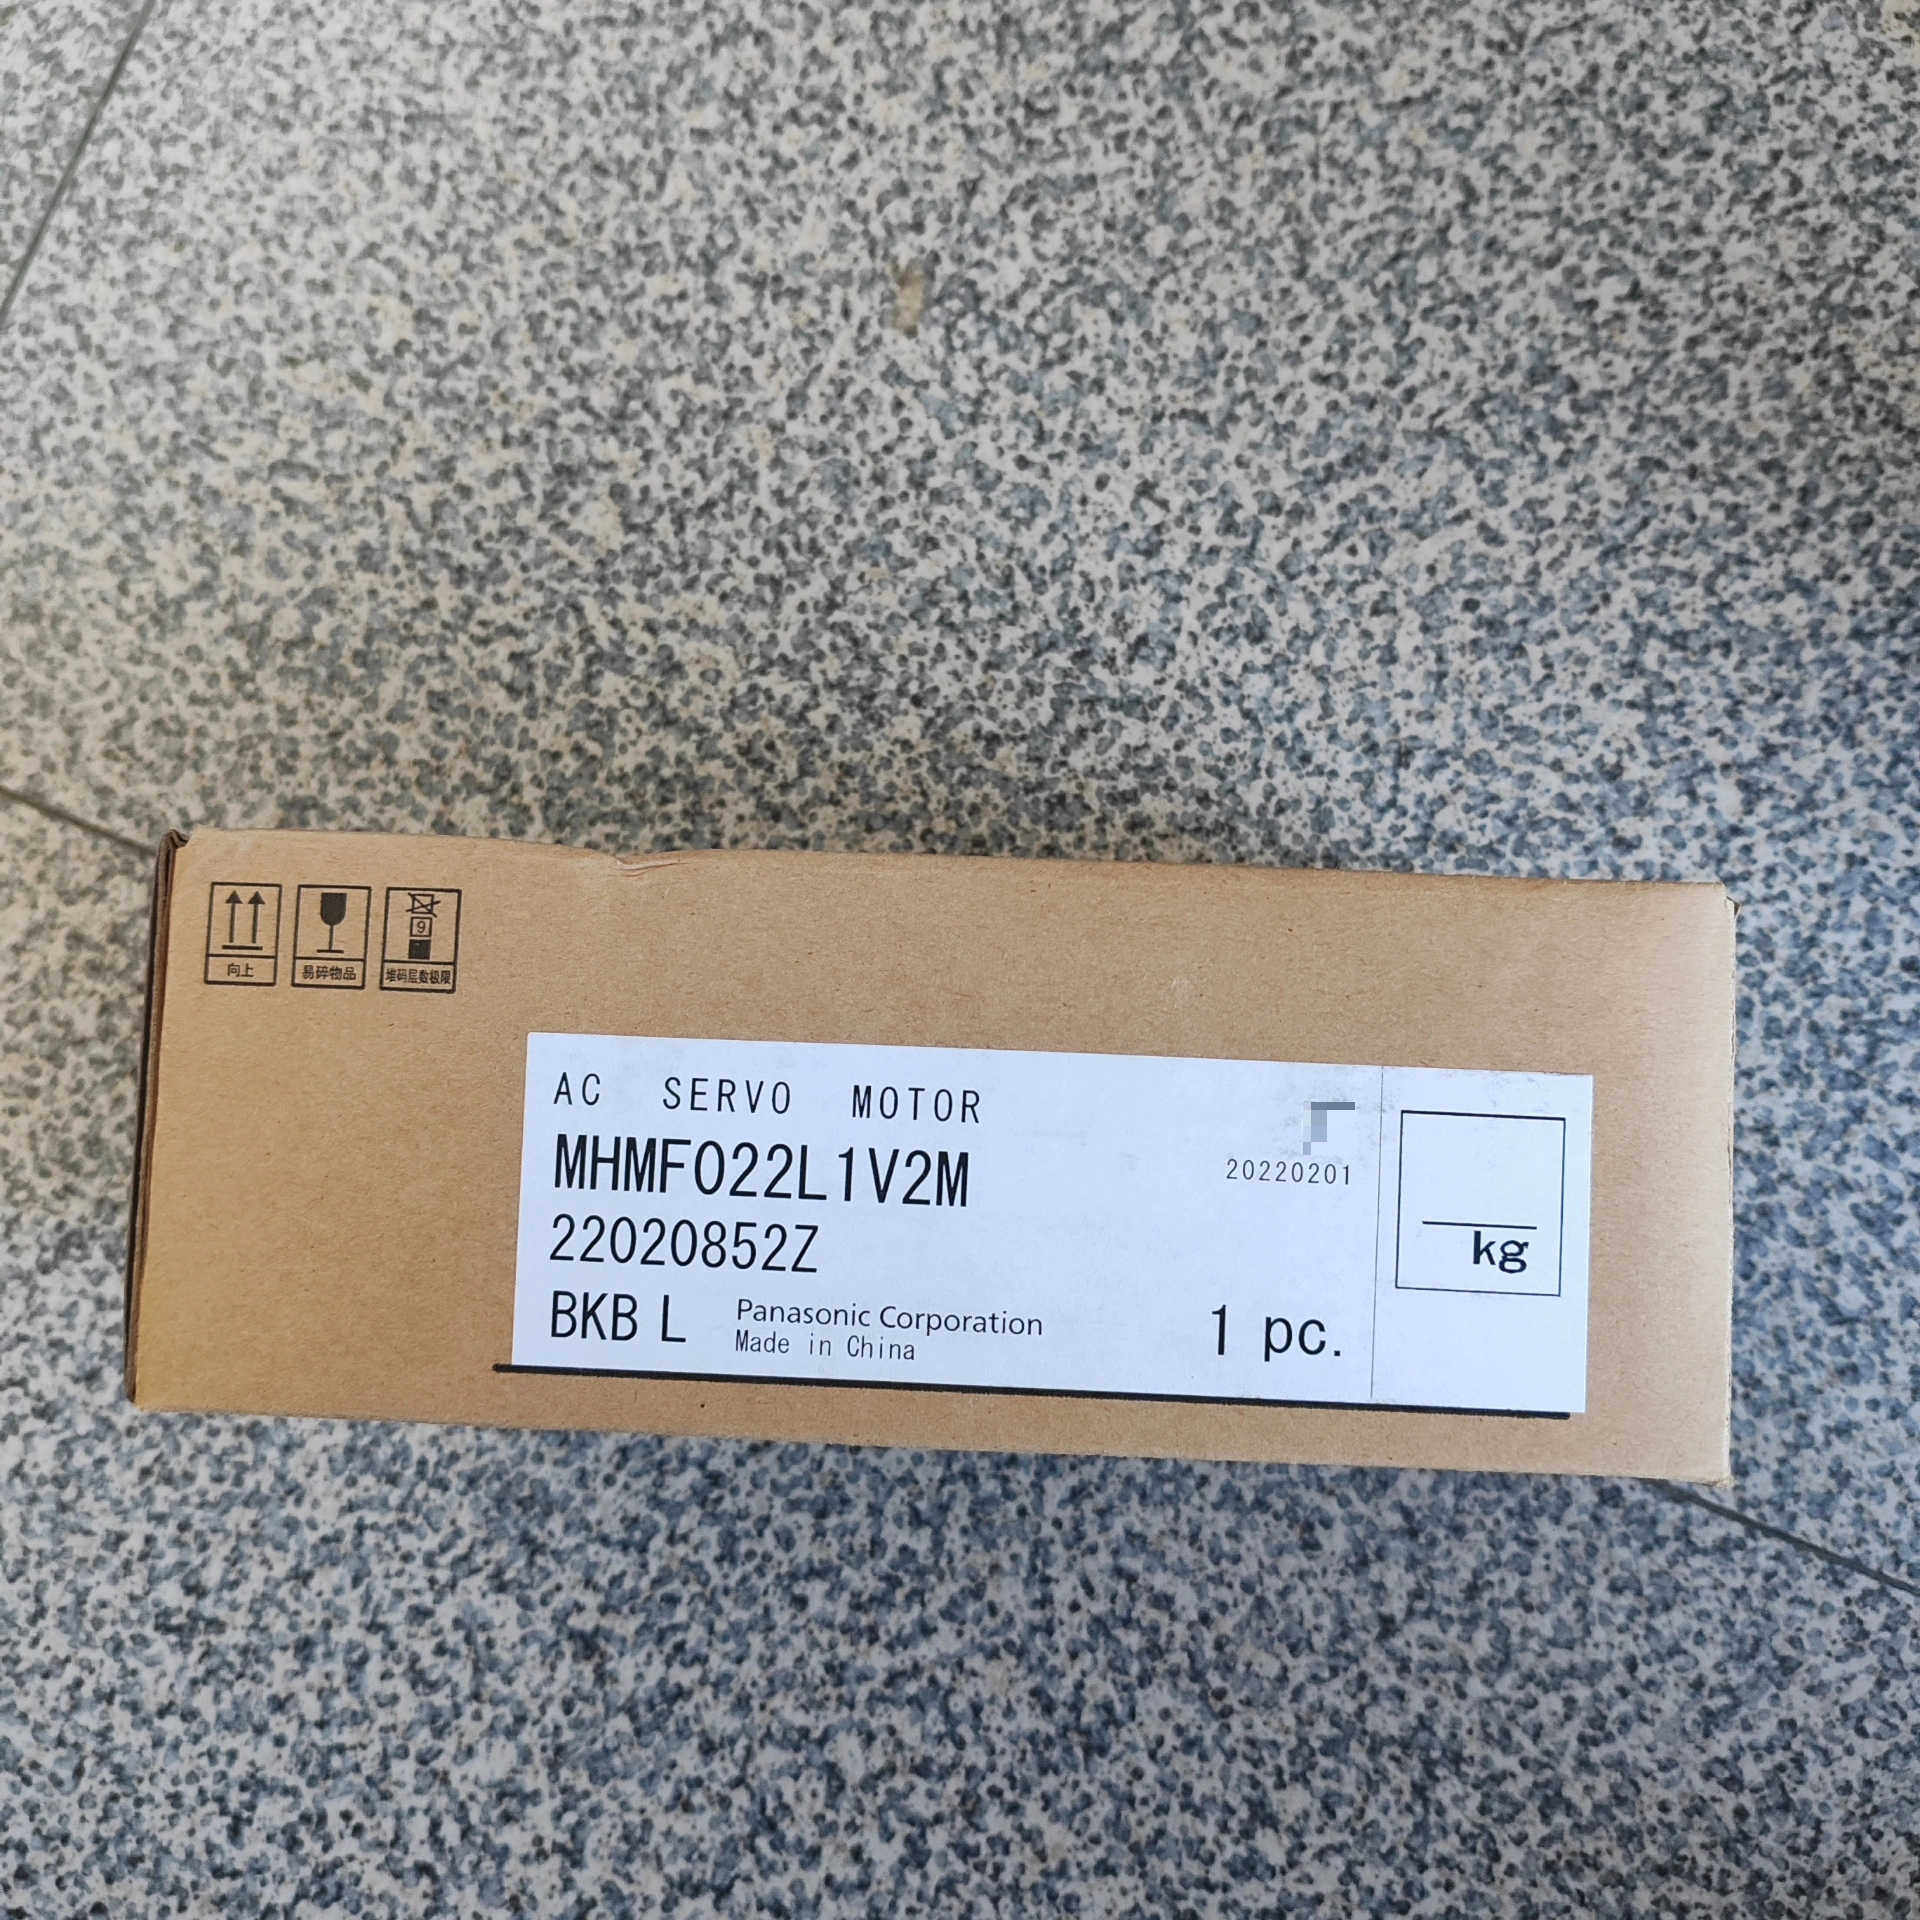 向上
易碎物品
9
堆码层数极限
AC SERVO MOTOR
MHMF022L1V2M
20220201
22020852Z
BKB L
Panasonic Corporation
Made in China
1 pc.
kg